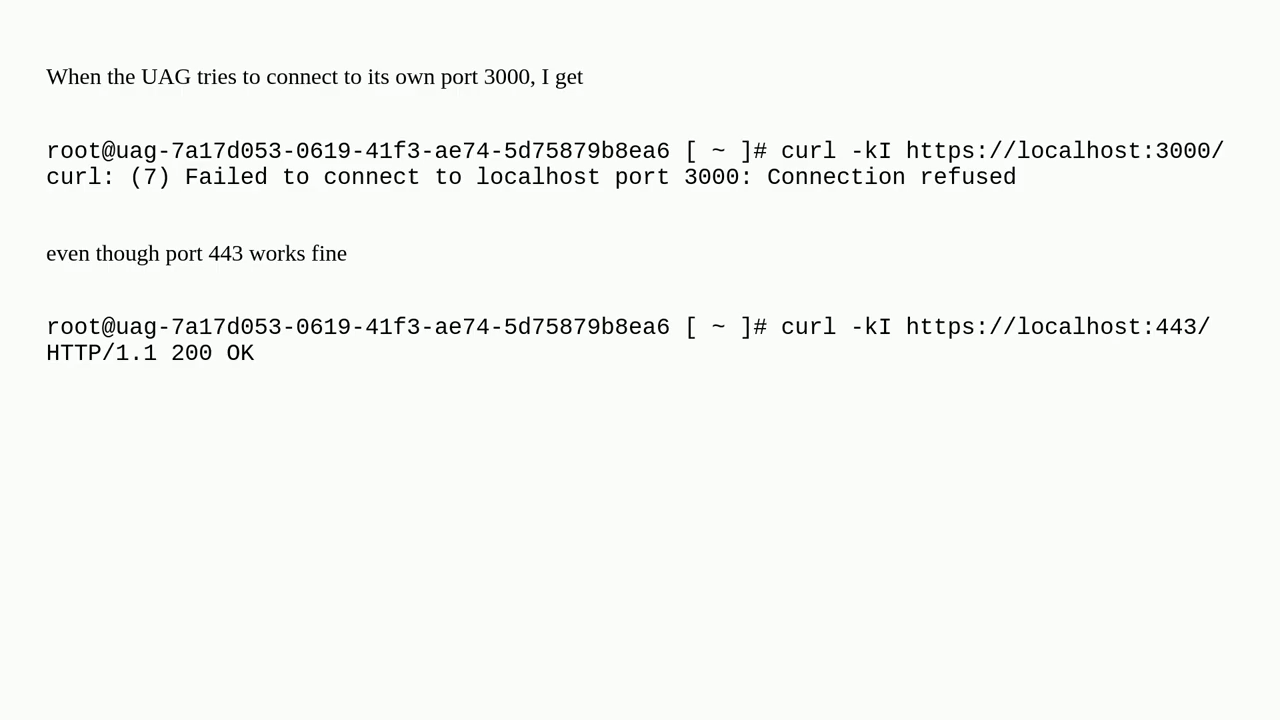 When the UAG tries to connect to its own port 3000, I get
root@uag-7a17d053-0619-41f3-ae74-5d75879b8ea6 [ ~ ]# curl -kI https://localhost:3000/
curl: (7) Failed to connect to localhost port 3000: Connection refused
even though port 443 works fine
root@uag-7a17d053-0619-41f3-ae74-5d75879b8ea6 [ ~ ]# curl -kI https://localhost:443/
HTTP/1.1 200 OK